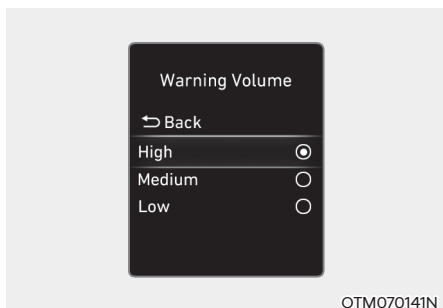 Warning Volume
Back
High
Medium
Low
OTM070141N